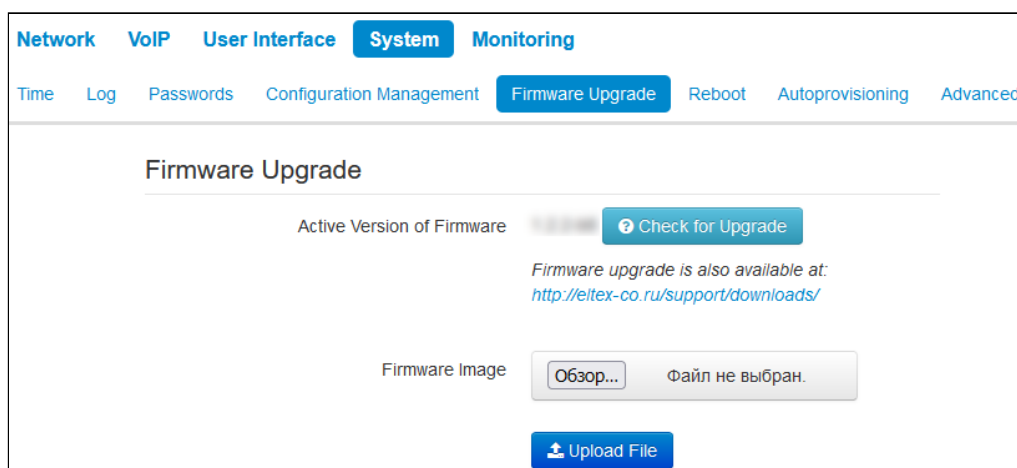 Network VoIP User Interface System Monitoring
Time Log Passwords Configuration Management Firmware Upgrade Reboot Autoprovisioning Advanced
Firmware Upgrade
Active Version of Firmware Check for Upgrade
Firmware upgrade is also available at:
http://eltex-co.ru/support/downloads/
Firmware Image Обзор... Файл не выбран.
Upload File